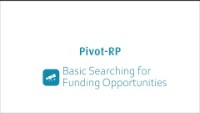 Pivot-RP
Basic Searching for
Funding Opportunities